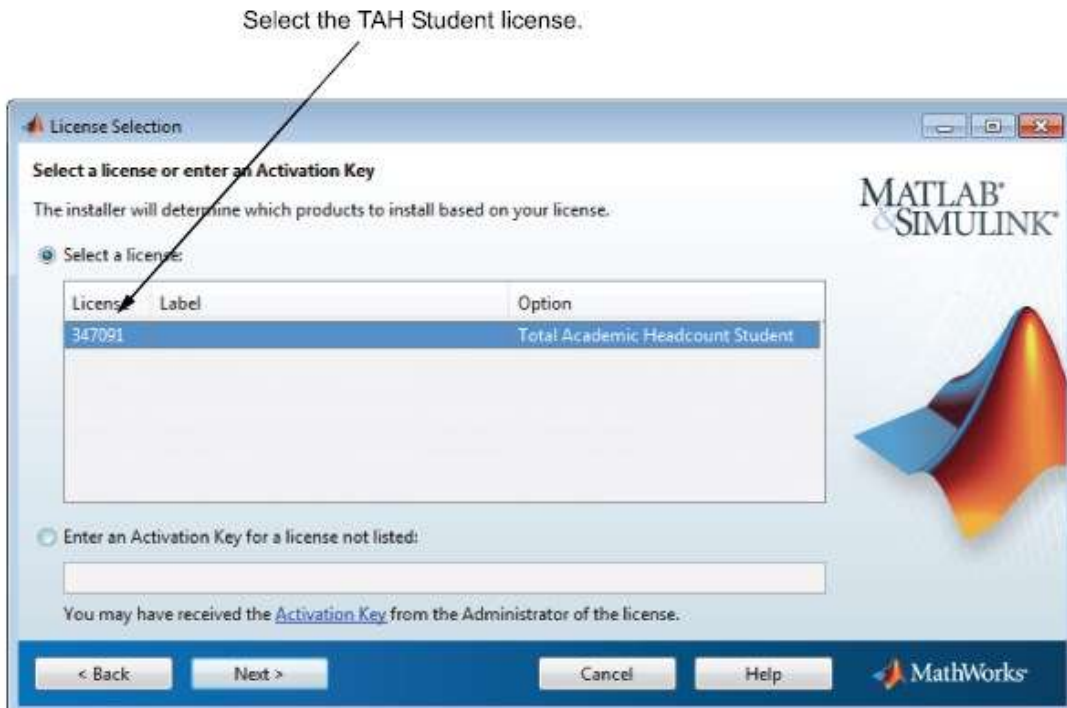 Select the TAH Student license.
License Selection
Select a license or enter an Activation Key
MATLAB®
&SIMULINK®
The installer will determine which products to install based on your license.
Select a license:
License Label Option
347091 Total Academic Headcount Student
Enter an Activation Key for a license not listed:
You may have received the Activation Key from the Administrator of the license.
< Back Next > Cancel Help MathWorks®